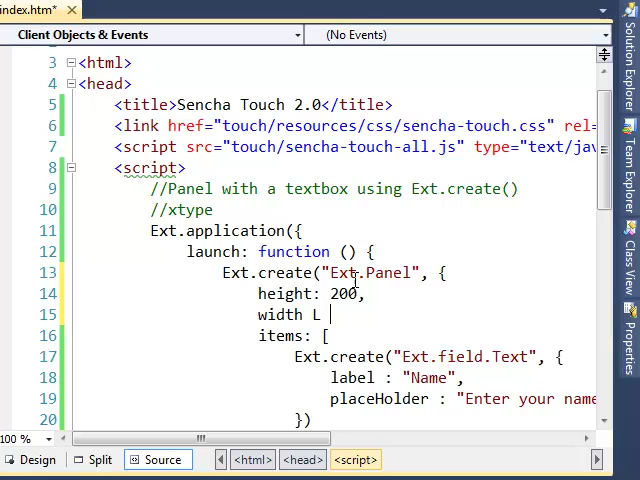 index.htm*
Client Objects & Events
(No Events)
3 <html>
4 <head>
5 <title>Sencha Touch 2.0</title>
6 <link href="touch/resources/css/sencha-touch.css" rel=
7 <script src="touch/sencha-touch-all.js" type="text/jav
8 <script>
9 //Panel with a textbox using Ext.create()
10 //xtype
11 Ext.application({
12 launch: function () {
13 Ext.create("Ext.Panel", {
14 height: 200,
15 width L
16 items: [
17 Ext.create("Ext.field.Text", {
18 label : "Name",
19 placeHolder : "Enter your name
20 })
100 %
Design
Split
Source
<html>
<head>
<script>
Solution Explorer
Team Explorer
Class View
Properties